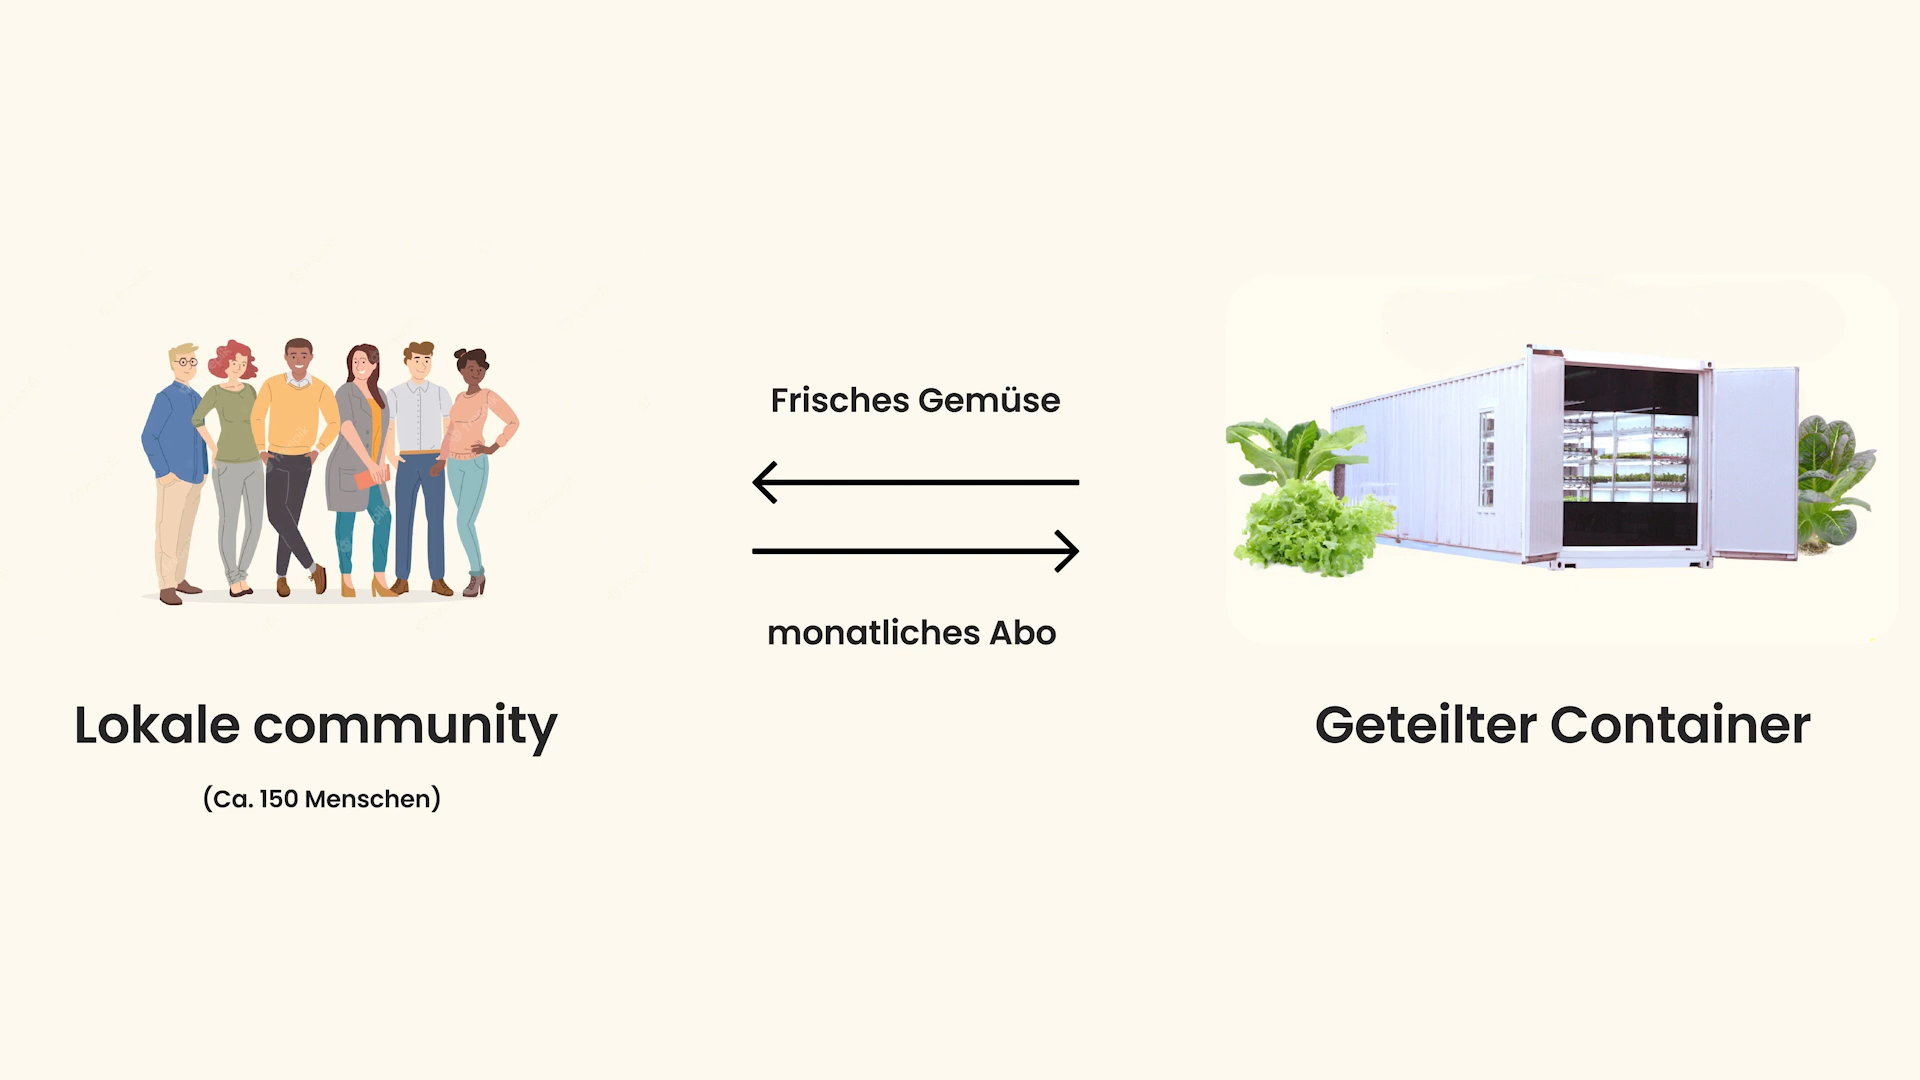 Frisches Gemüse
monatliches Abo
Lokale community
(Ca. 150 Menschen)
Geteilter Container